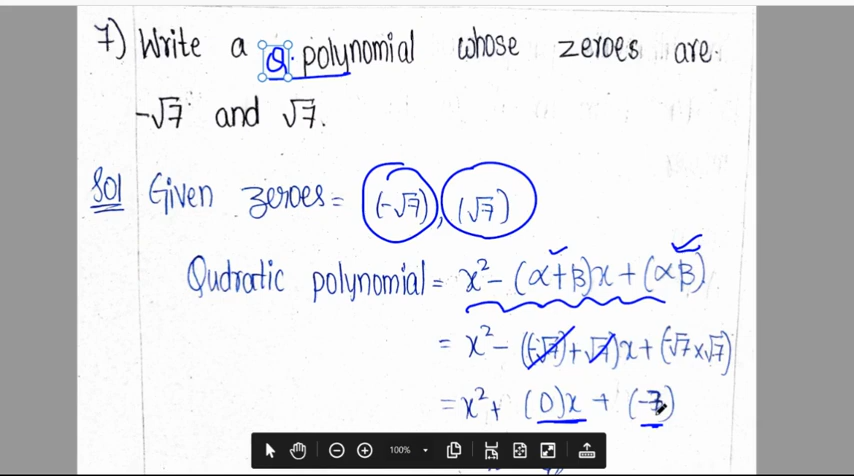 7) Write a Q. polynomial whose zeroes are
-√7 and √7.
Sol Given zeroes = (-√7), (√7)
Qudratic polynomial = x² - (α+β)x + (αβ)
= x² - ((-√7)+√7)x + (-√7 x √7)
= x² + (0)x + (-7)
100%